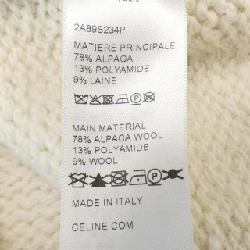 2AB9S234P
MATIERE PRINCIPALE
78% ALPAGA
13% POLYAMIDE
9% LAINE
MAIN MATERIAL
78% ALPACA WOOL
13% POLYAMIDE
9% WOOL
MADE IN ITALY
CELINE.COM